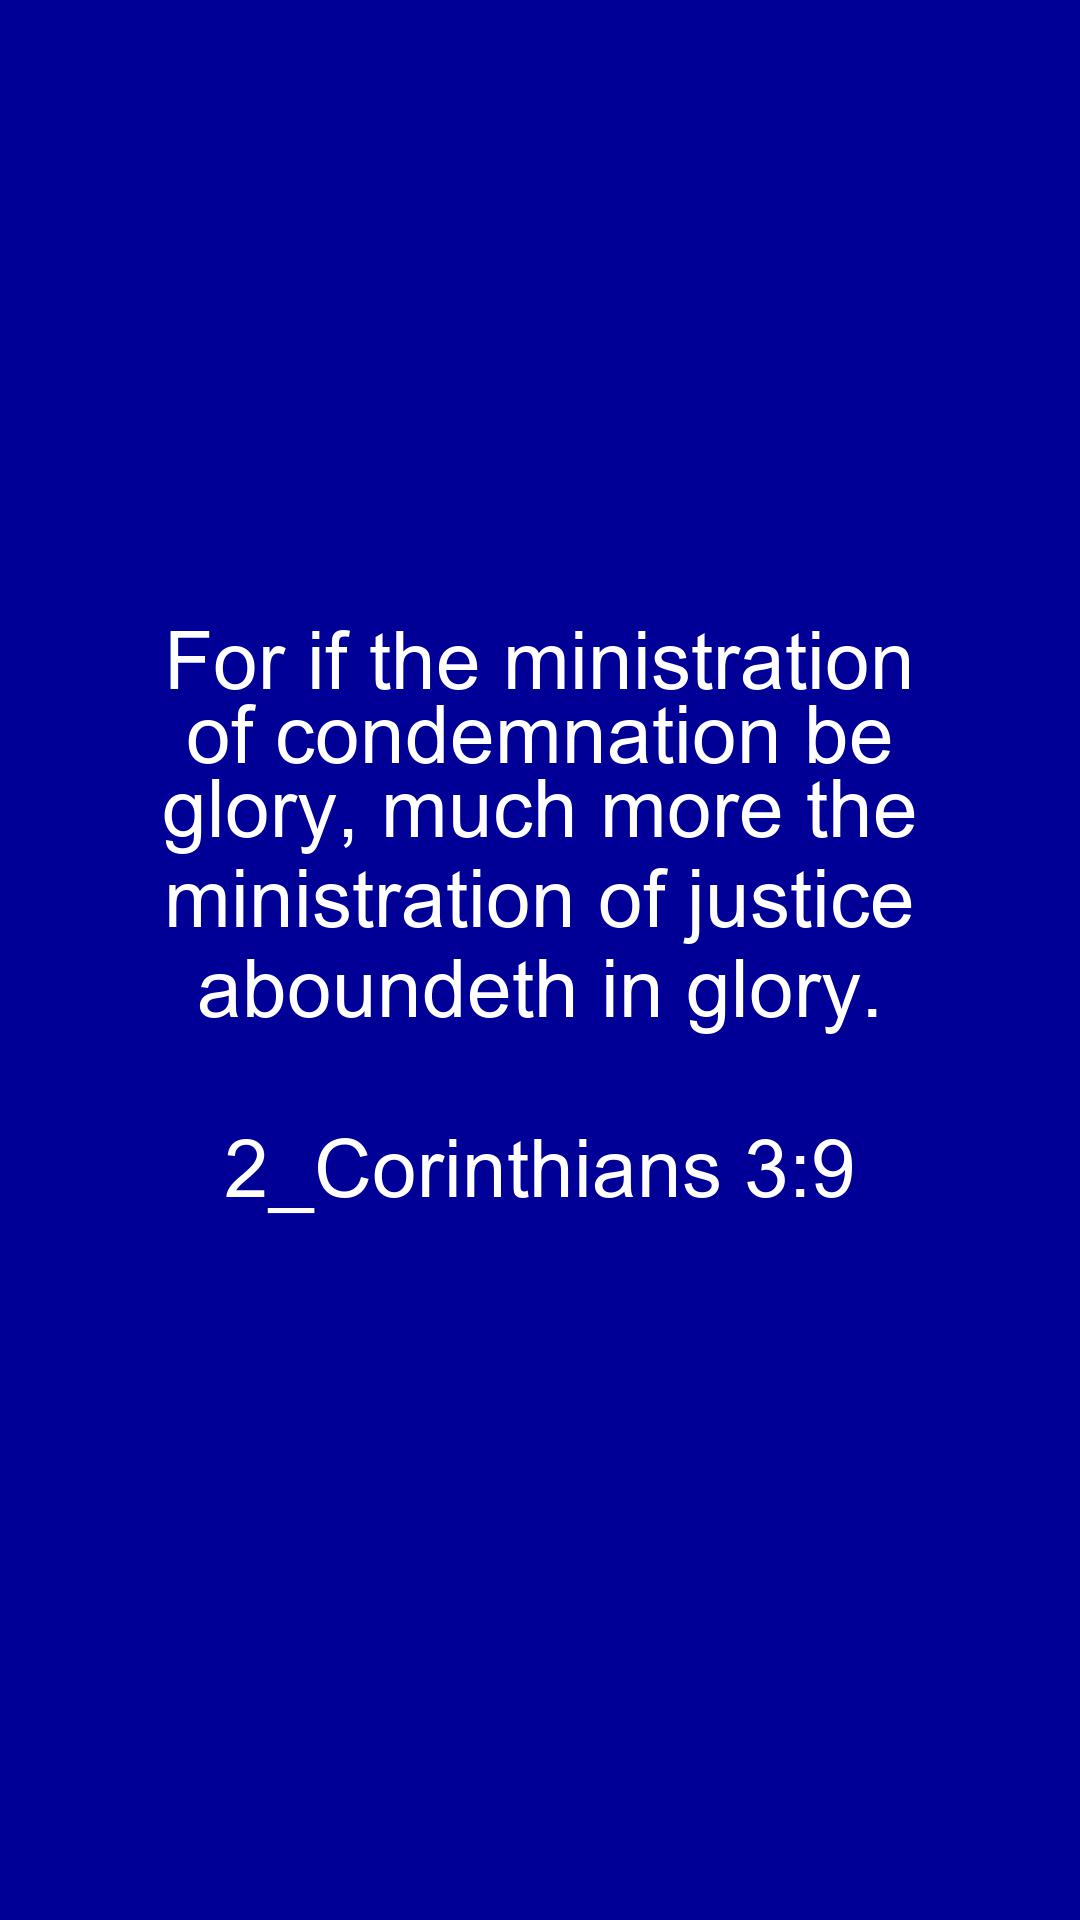 For if the ministration
of condemnation be
glory, much more the
ministration of justice
aboundeth in glory.
2_Corinthians 3:9